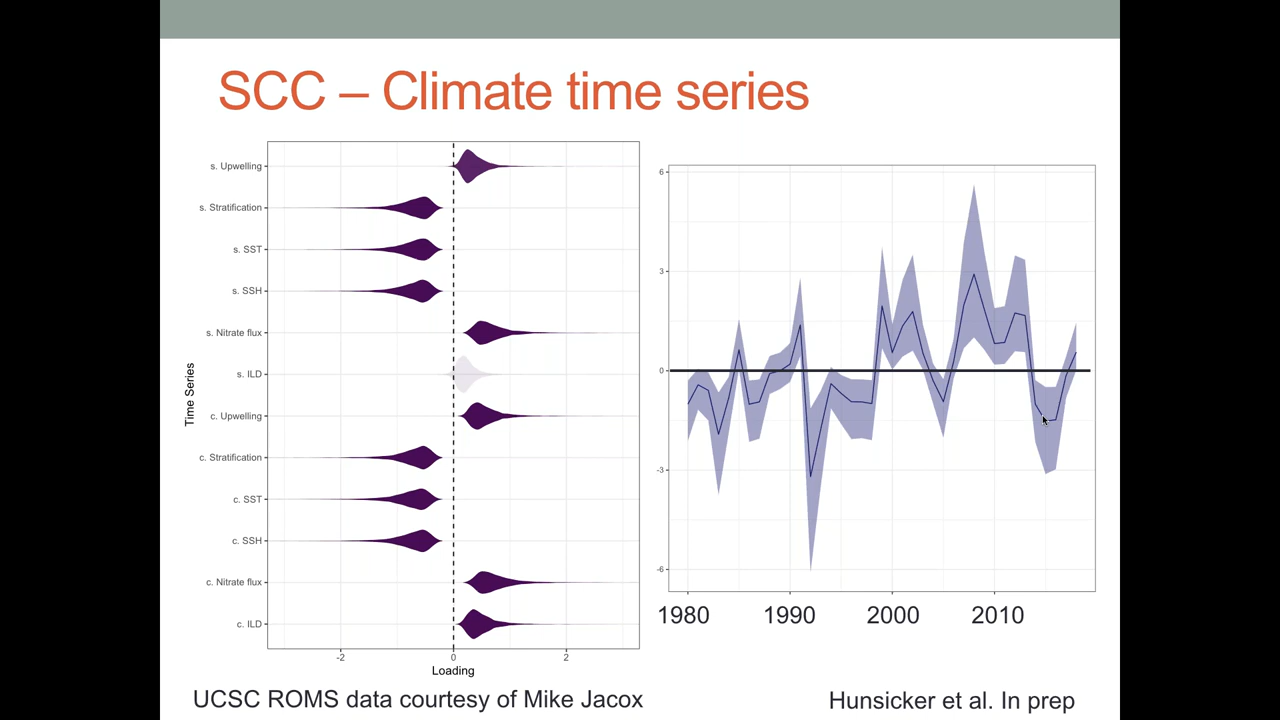 SCC – Climate time series
s. Upwelling
s. Stratification
s. SST
s. SSH
s. Nitrate flux
s. ILD
c. Upwelling
c. Stratification
c. SST
c. SSH
c. Nitrate flux
c. ILD
Time Series
-2 0 2
Loading
6
3
0
-3
-6
1980 1990 2000 2010
UCSC ROMS data courtesy of Mike Jacox
Hunsicker et al. In prep